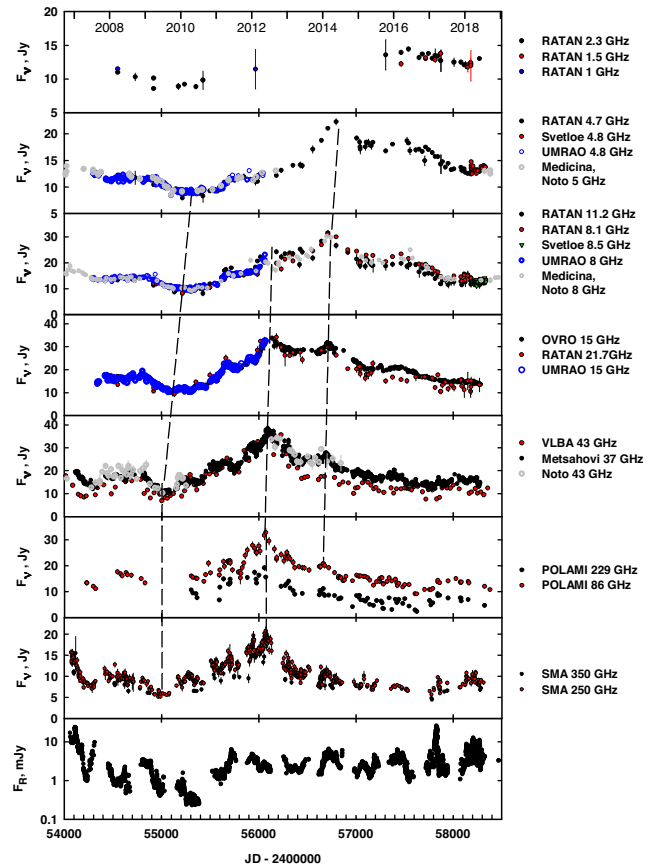 2008 2010 2012 2014 2016 2018
20
15
10
5
F_ν, Jy
RATAN 2.3 GHz
RATAN 1.5 GHz
RATAN 1 GHz
20
15
10
5
F_ν, Jy
RATAN 4.7 GHz
Svetloe 4.8 GHz
UMRAO 4.8 GHz
Medicina,
Noto 5 GHz
30
20
10
0
F_ν, Jy
RATAN 11.2 GHz
RATAN 8.1 GHz
Svetloe 8.5 GHz
UMRAO 8 GHz
Medicina,
Noto 8 GHz
40
30
20
10
0
F_ν, Jy
OVRO 15 GHz
RATAN 21.7GHz
UMRAO 15 GHz
40
30
20
10
0
F_ν, Jy
VLBA 43 GHz
Metsahovi 37 GHz
Noto 43 GHz
30
20
10
0
F_ν, Jy
POLAMI 229 GHz
POLAMI 86 GHz
20
15
10
5
0
F_ν, Jy
SMA 350 GHz
SMA 250 GHz
10
1
0.1
F_R, mJy
54000 55000 56000 57000 58000
JD - 2400000